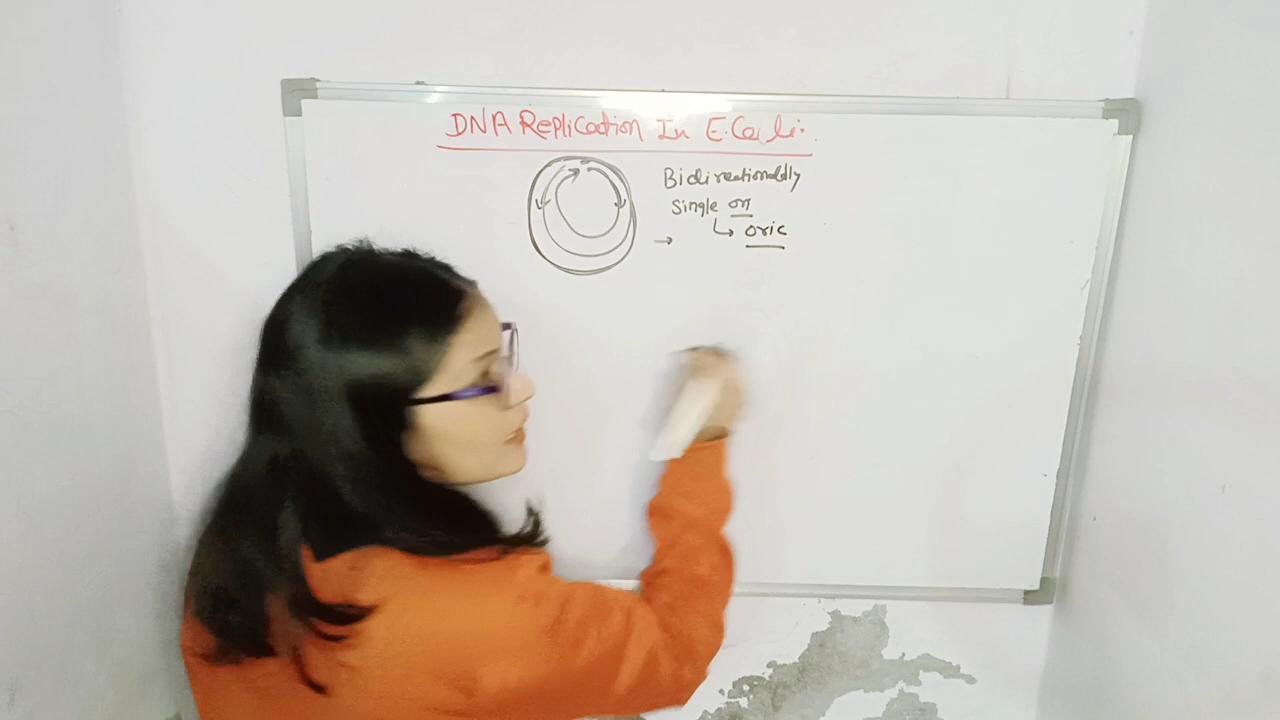 DNA Replication In E. Coli.
Bidirectionally
Single ori
↳ oric
→